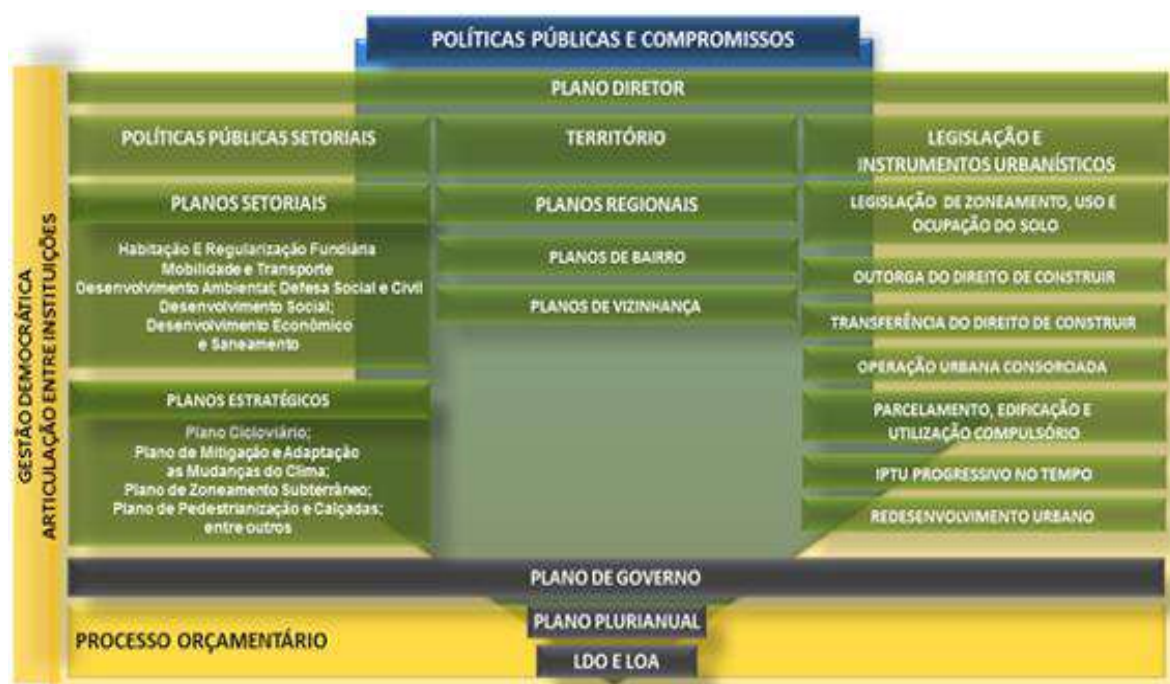 POLÍTICAS PÚBLICAS E COMPROMISSOS
PLANO DIRETOR
POLÍTICAS PÚBLICAS SETORIAIS
PLANOS SETORIAIS
Habitação E Regularização Fundiária
Mobilidade e Transporte
Desenvolvimento Ambiental; Defesa Social e Civil
Desenvolvimento Social;
Desenvolvimento Econômico
e Saneamento
PLANOS ESTRATÉGICOS
Plano Cicloviário;
Plano de Mitigação e Adaptação
as Mudanças do Clima;
Plano de Zoneamento Subterrâneo;
Plano de Pedestrianização e Calçadas;
entre outros
TERRITÓRIO
PLANOS REGIONAIS
PLANOS DE BAIRRO
PLANOS DE VIZINHANÇA
LEGISLAÇÃO E
INSTRUMENTOS URBANÍSTICOS
LEGISLAÇÃO DE ZONEAMENTO, USO E
OCUPAÇÃO DO SOLO
OUTORGA DO DIREITO DE CONSTRUIR
TRANSFERÊNCIA DO DIREITO DE CONSTRUIR
OPERAÇÃO URBANA CONSORCIADA
PARCELAMENTO, EDIFICAÇÃO E
UTILIZAÇÃO COMPULSÓRIO
IPTU PROGRESSIVO NO TEMPO
REDESENVOLVIMENTO URBANO
GESTÃO DEMOCRÁTICA
ARTICULAÇÃO ENTRE INSTITUIÇÕES
PLANO DE GOVERNO
PROCESSO ORÇAMENTÁRIO
PLANO PLURIANUAL
LDO E LOA